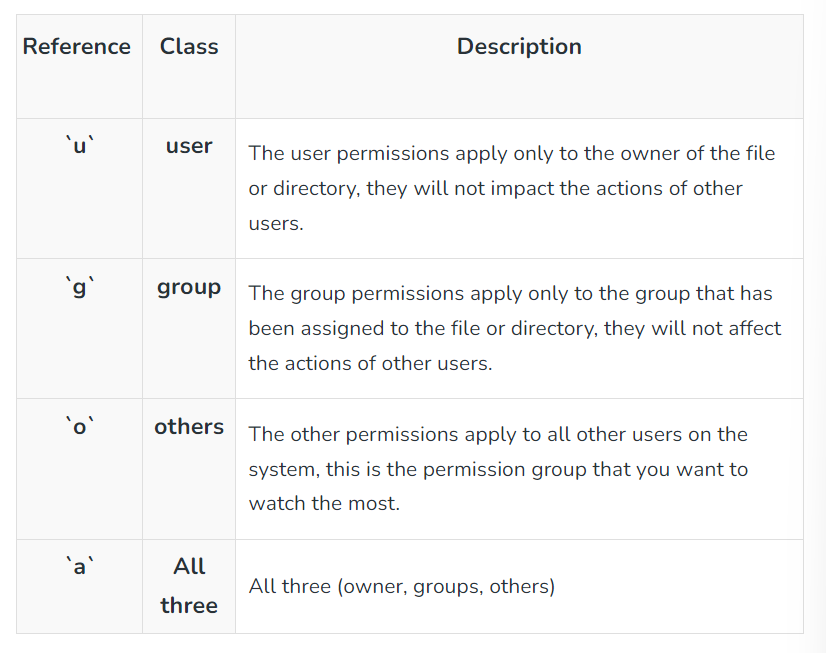 Reference Class Description
`u` user
The user permissions apply only to the owner of the file
or directory, they will not impact the actions of other
users.
`g` group
The group permissions apply only to the group that has
been assigned to the file or directory, they will not affect
the actions of other users.
`o` others
The other permissions apply to all other users on the
system, this is the permission group that you want to
watch the most.
`a` All
three
All three (owner, groups, others)